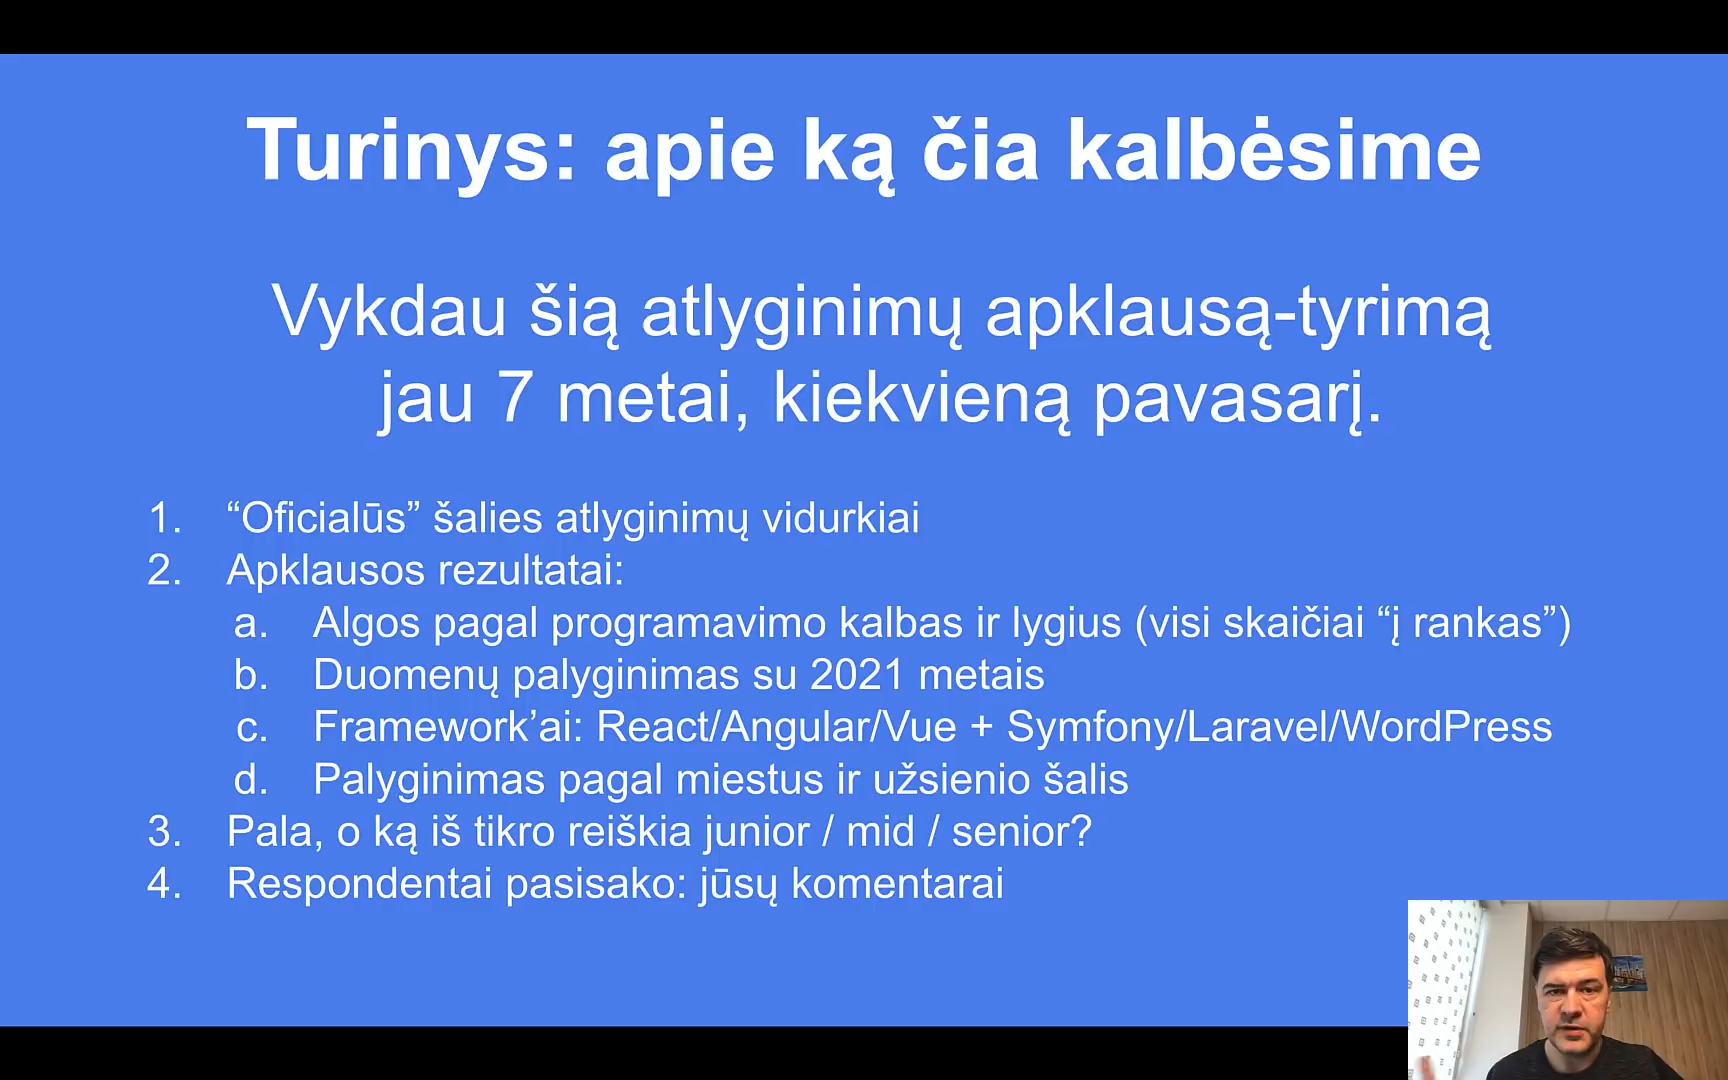 Turinys: apie ką čia kalbėsime
Vykdau šią atlyginimų apklausą-tyrimą
jau 7 metai, kiekvieną pavasarį.
1. “Oficialūs” šalies atlyginimų vidurkiai
2. Apklausos rezultatai:
a. Algos pagal programavimo kalbas ir lygius (visi skaičiai “į rankas”)
b. Duomenų palyginimas su 2021 metais
c. Framework’ai: React/Angular/Vue + Symfony/Laravel/WordPress
d. Palyginimas pagal miestus ir užsienio šalis
3. Pala, o ką iš tikro reiškia junior / mid / senior?
4. Respondentai pasisako: jūsų komentarai